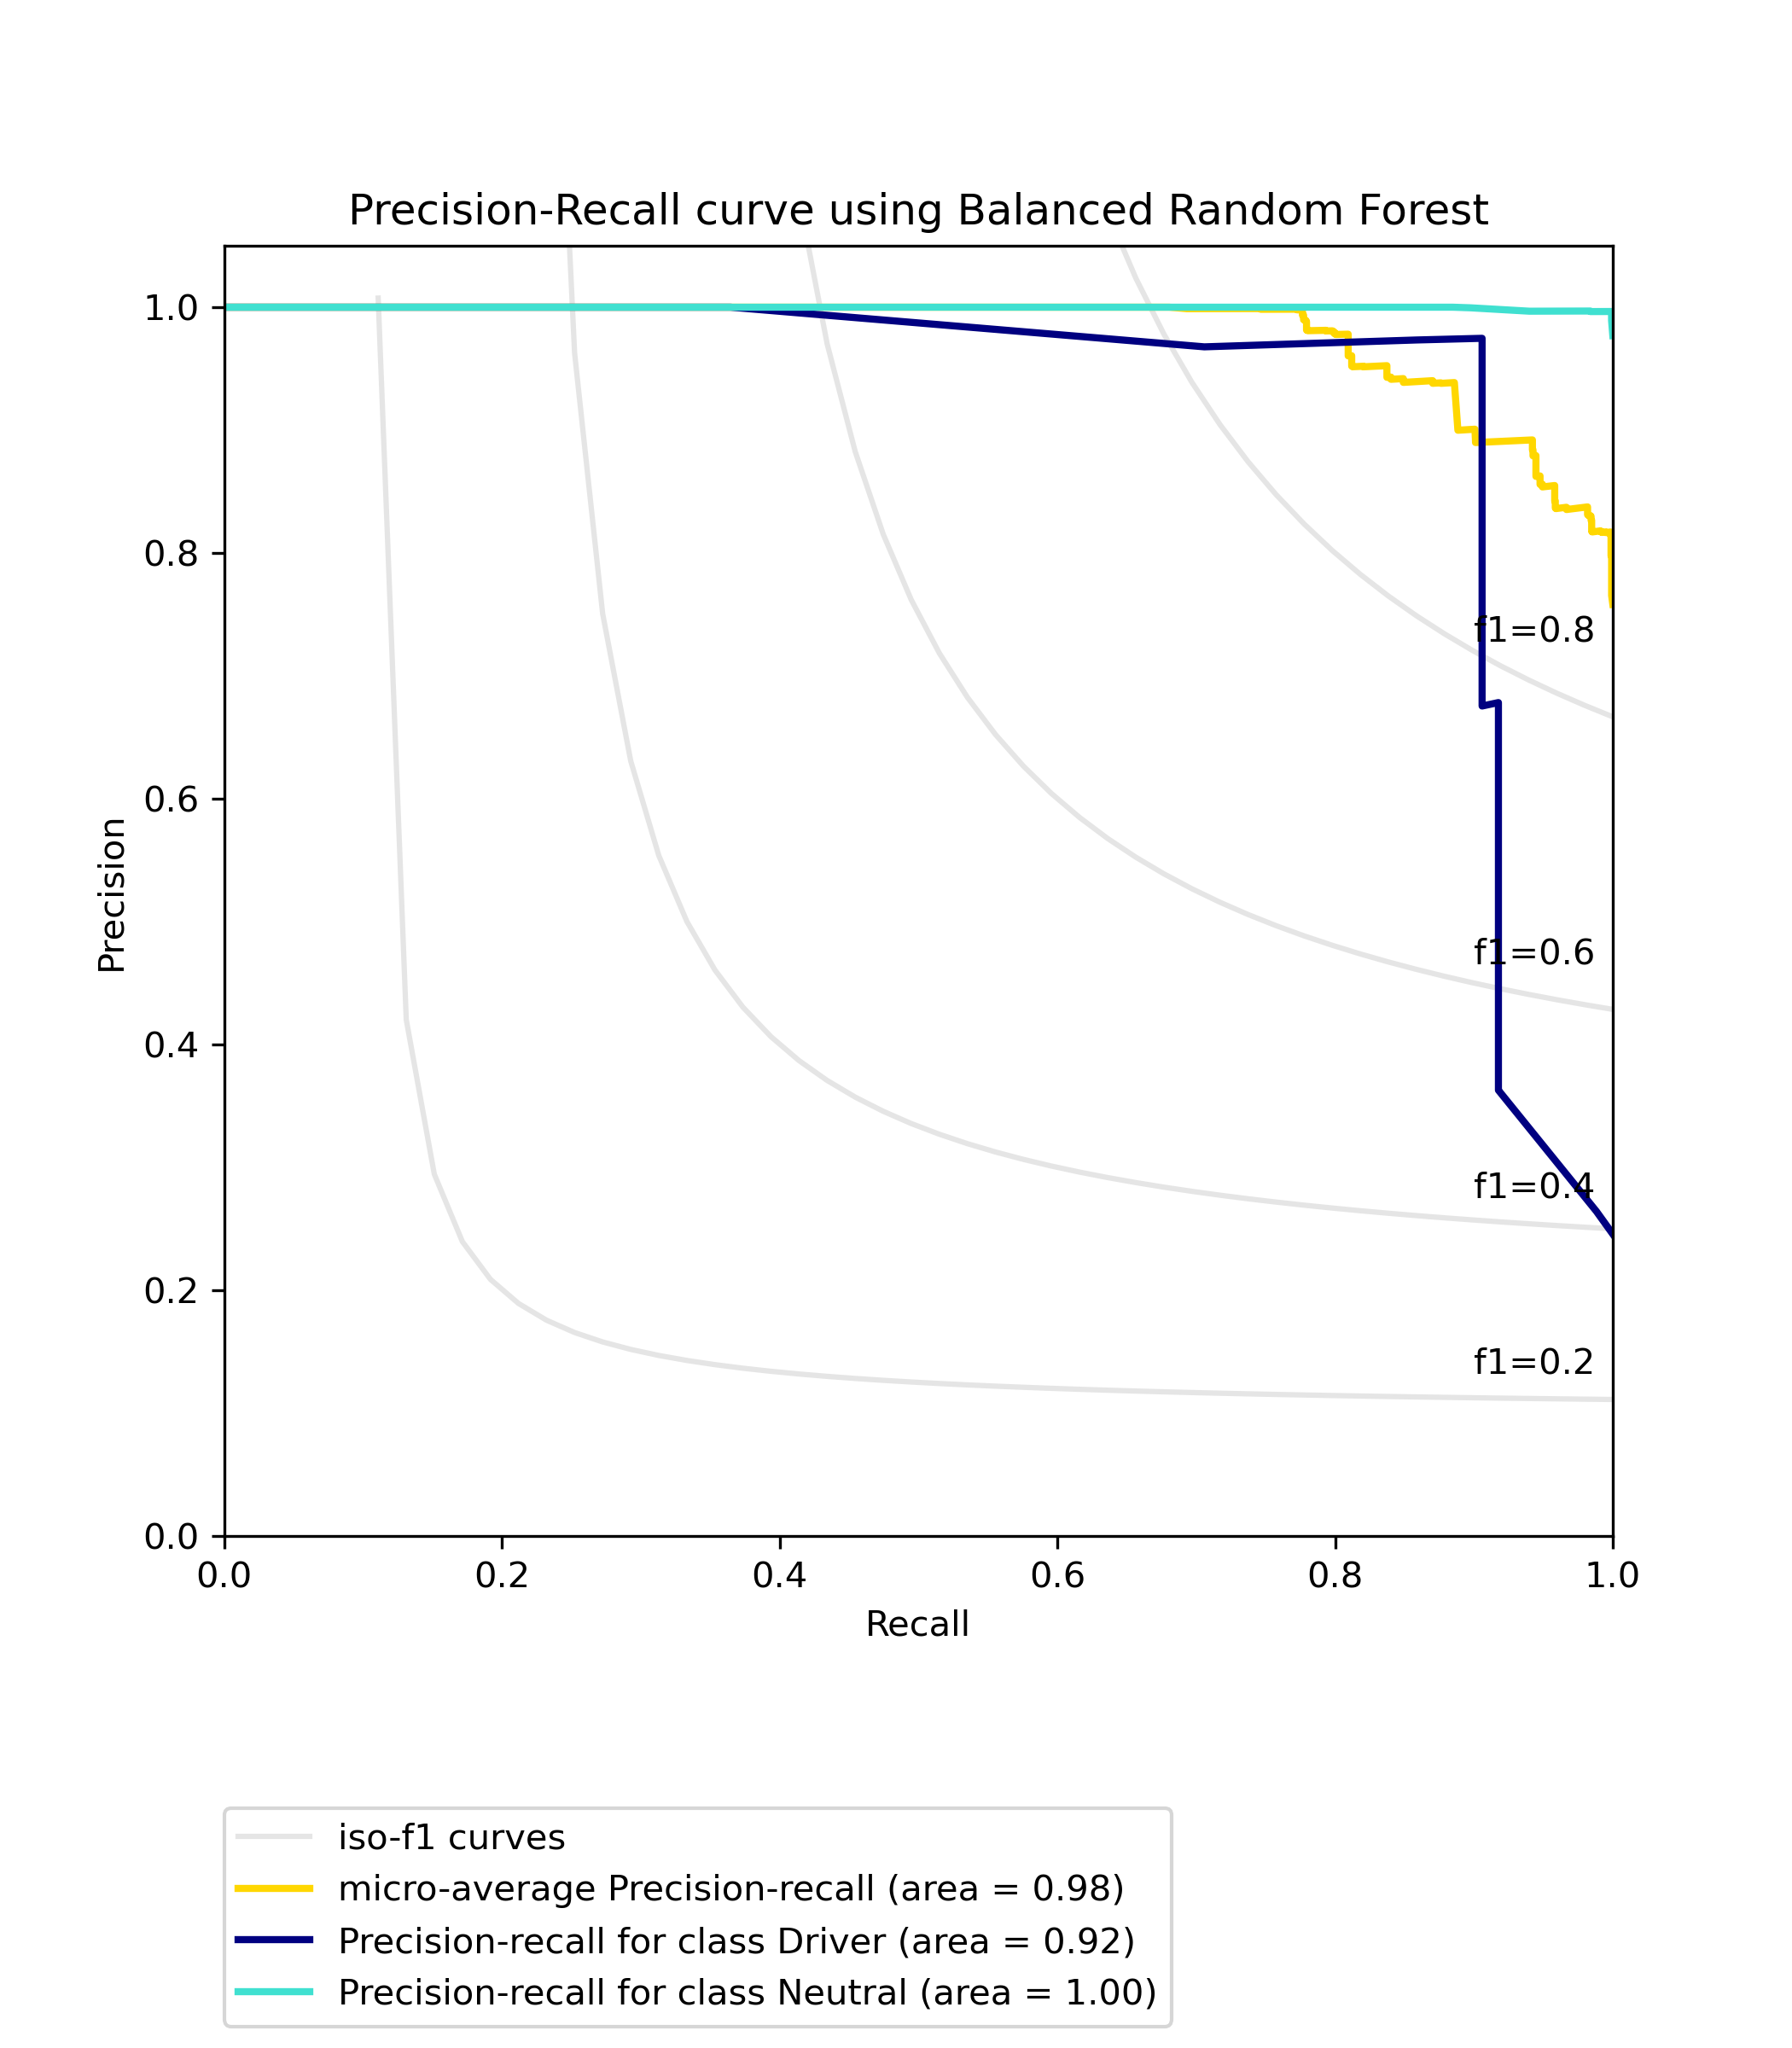 Precision-Recall curve using Balanced Random Forest
1.0
0.8
0.6
0.4
0.2
0.0
Precision
f1=0.8
f1=0.6
f1=0.4
f1=0.2
0.0 0.2 0.4 0.6 0.8 1.0
Recall
iso-f1 curves
micro-average Precision-recall (area = 0.98)
Precision-recall for class Driver (area = 0.92)
Precision-recall for class Neutral (area = 1.00)